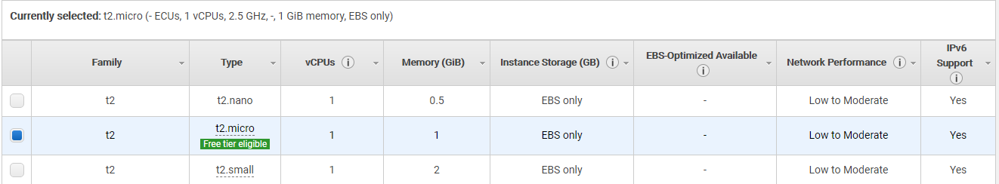 Currently selected: t2.micro (- ECUs, 1 vCPUs, 2.5 GHz, -, 1 GiB memory, EBS only)
Family Type vCPUs Memory (GiB) Instance Storage (GB) EBS-Optimized Available Network Performance IPv6 Support
t2 t2.nano 1 0.5 EBS only - Low to Moderate Yes
t2 t2.micro 1 1 EBS only - Low to Moderate Yes
Free tier eligible
t2 t2.small 1 2 EBS only - Low to Moderate Yes